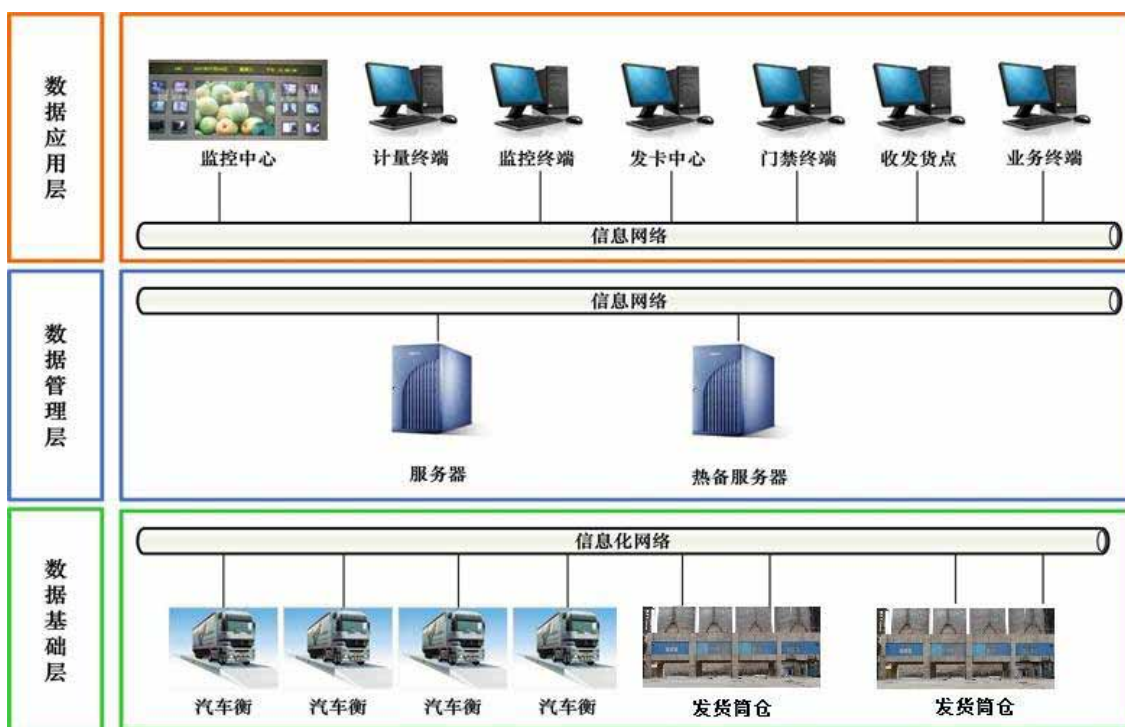 数据应用层
监控中心
计量终端
监控终端
发卡中心
门禁终端
收发货点
业务终端
信息网络
数据管理层
信息网络
服务器
热备服务器
数据基础层
信息化网络
汽车衡
汽车衡
汽车衡
汽车衡
发货筒仓
发货筒仓